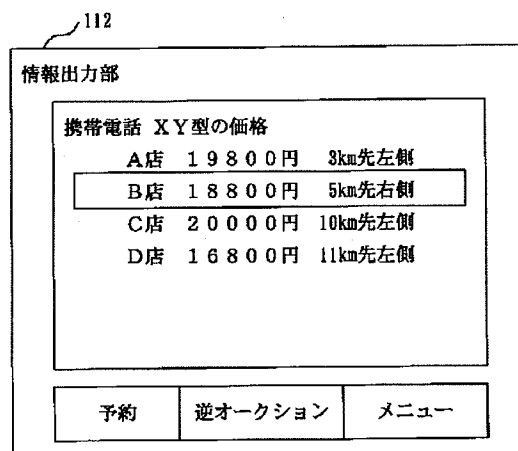 112
情報出力部
携帯電話 XY型の価格
A店 19800円 3km先左側
B店 18800円 5km先右側
C店 20000円 10km先左側
D店 16800円 11km先左側
予約 逆オークション メニュー